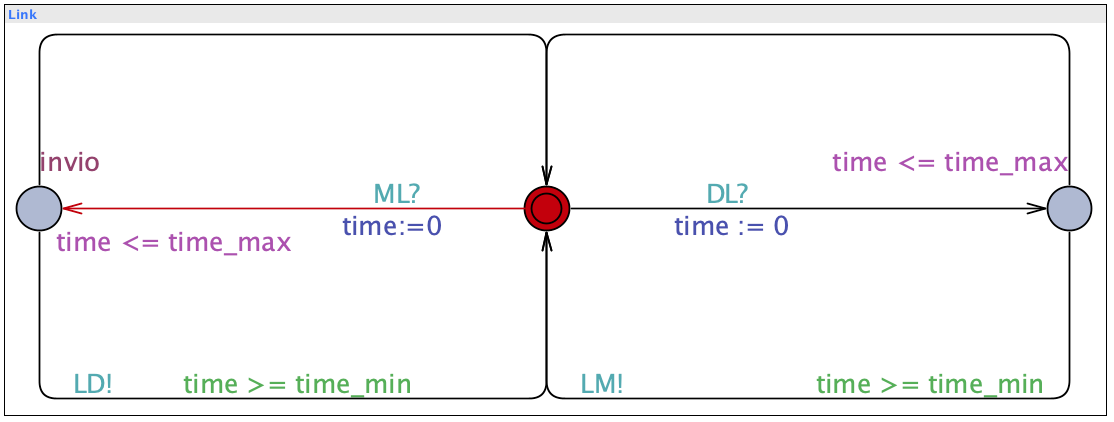 Link
invio
time <= time_max
ML?
DL?
time:=0
time := 0
time <= time_max
LD!
time >= time_min
LM!
time >= time_min